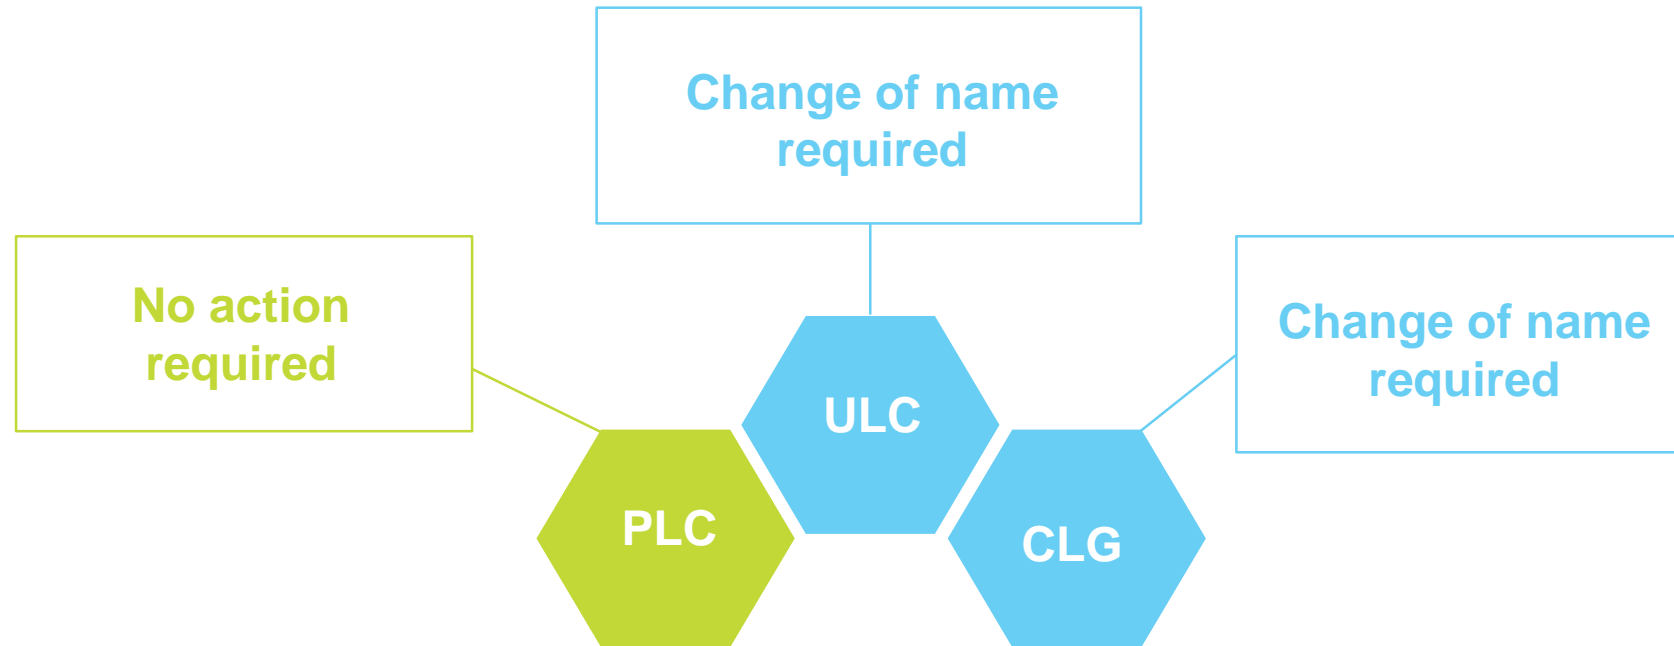 Change of name
required
No action
required
Change of name
required
ULC
PLC
CLG